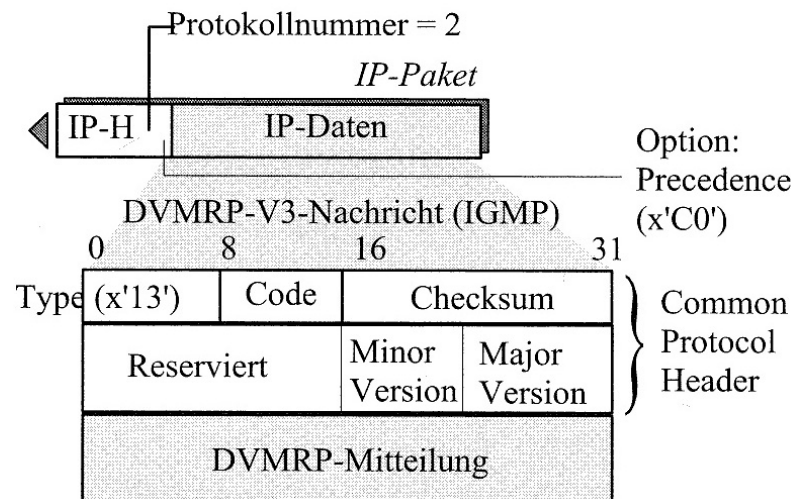 Protokollnummer = 2
IP-Paket
IP-H
IP-Daten
Option:
Precedence
(x'C0')
DVMRP-V3-Nachricht (IGMP)
0 8 16 31
Type (x'13') Code Checksum
Common
Protocol
Header
Reserviert
Minor
Version
Major
Version
DVMRP-Mitteilung